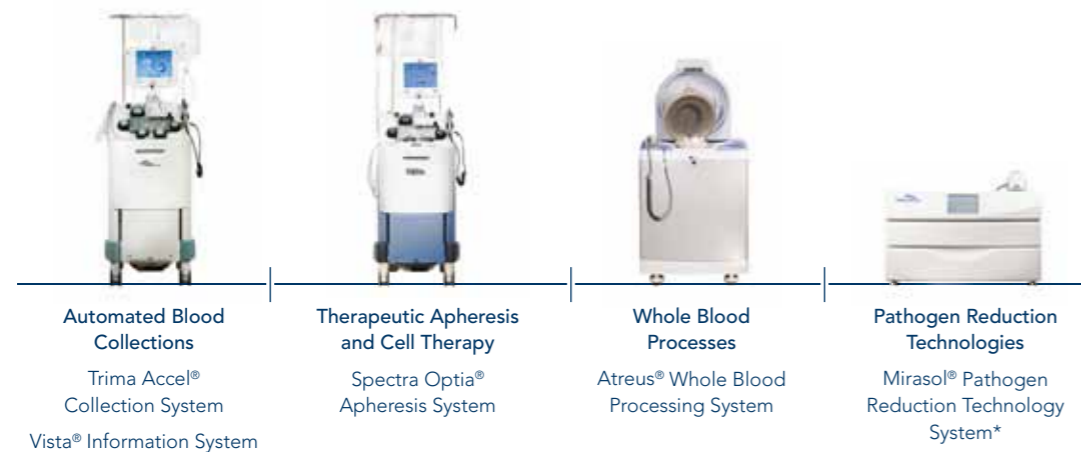 Automated Blood
Collections
Trima Accel®
Collection System
Vista® Information System
Therapeutic Apheresis
and Cell Therapy
Spectra Optia®
Apheresis System
Whole Blood
Processes
Atreus® Whole Blood
Processing System
Pathogen Reduction
Technologies
Mirasol® Pathogen
Reduction Technology
System*